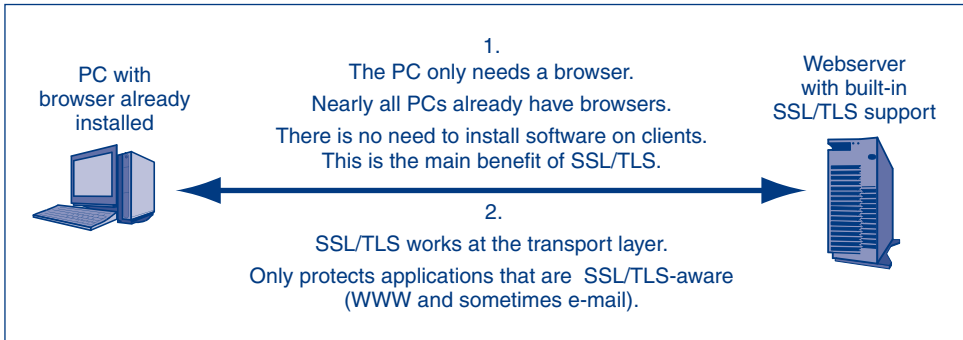 PC with
browser already
installed
1.
The PC only needs a browser.
Nearly all PCs already have browsers.
There is no need to install software on clients.
This is the main benefit of SSL/TLS.
Webserver
with built-in
SSL/TLS support
2.
SSL/TLS works at the transport layer.
Only protects applications that are SSL/TLS-aware
(WWW and sometimes e-mail).